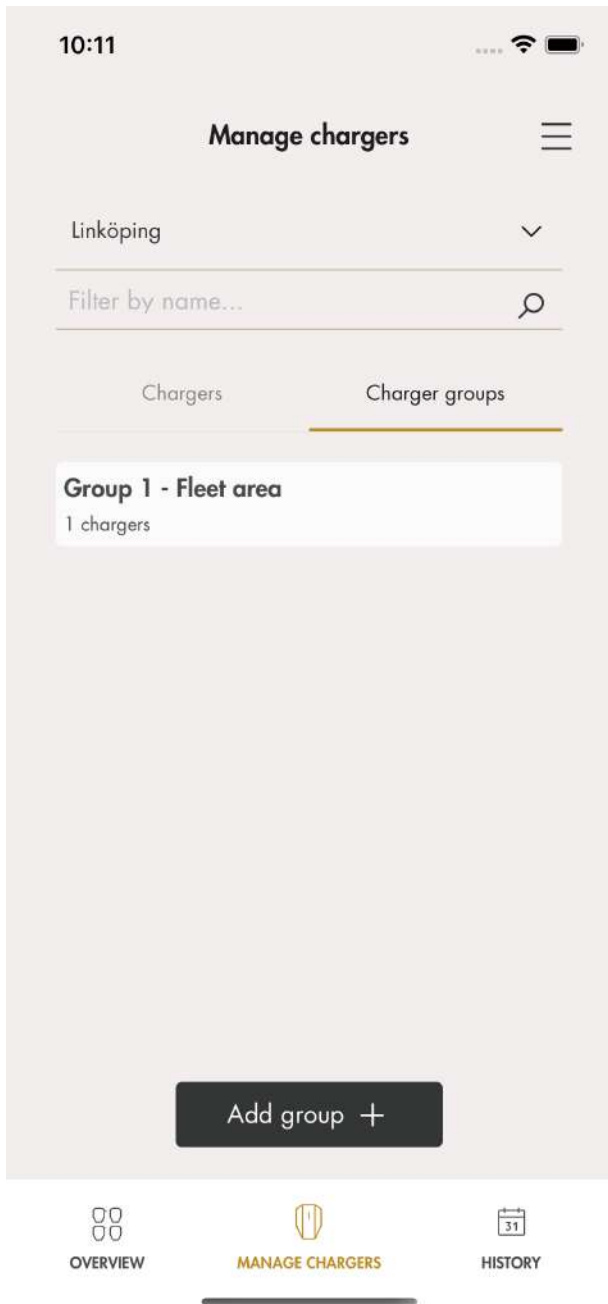 10:11
Manage chargers
Linköping
Filter by name...
Chargers
Charger groups
Group 1 - Fleet area
1 chargers
Add group +
31
OVERVIEW
MANAGE CHARGERS
HISTORY